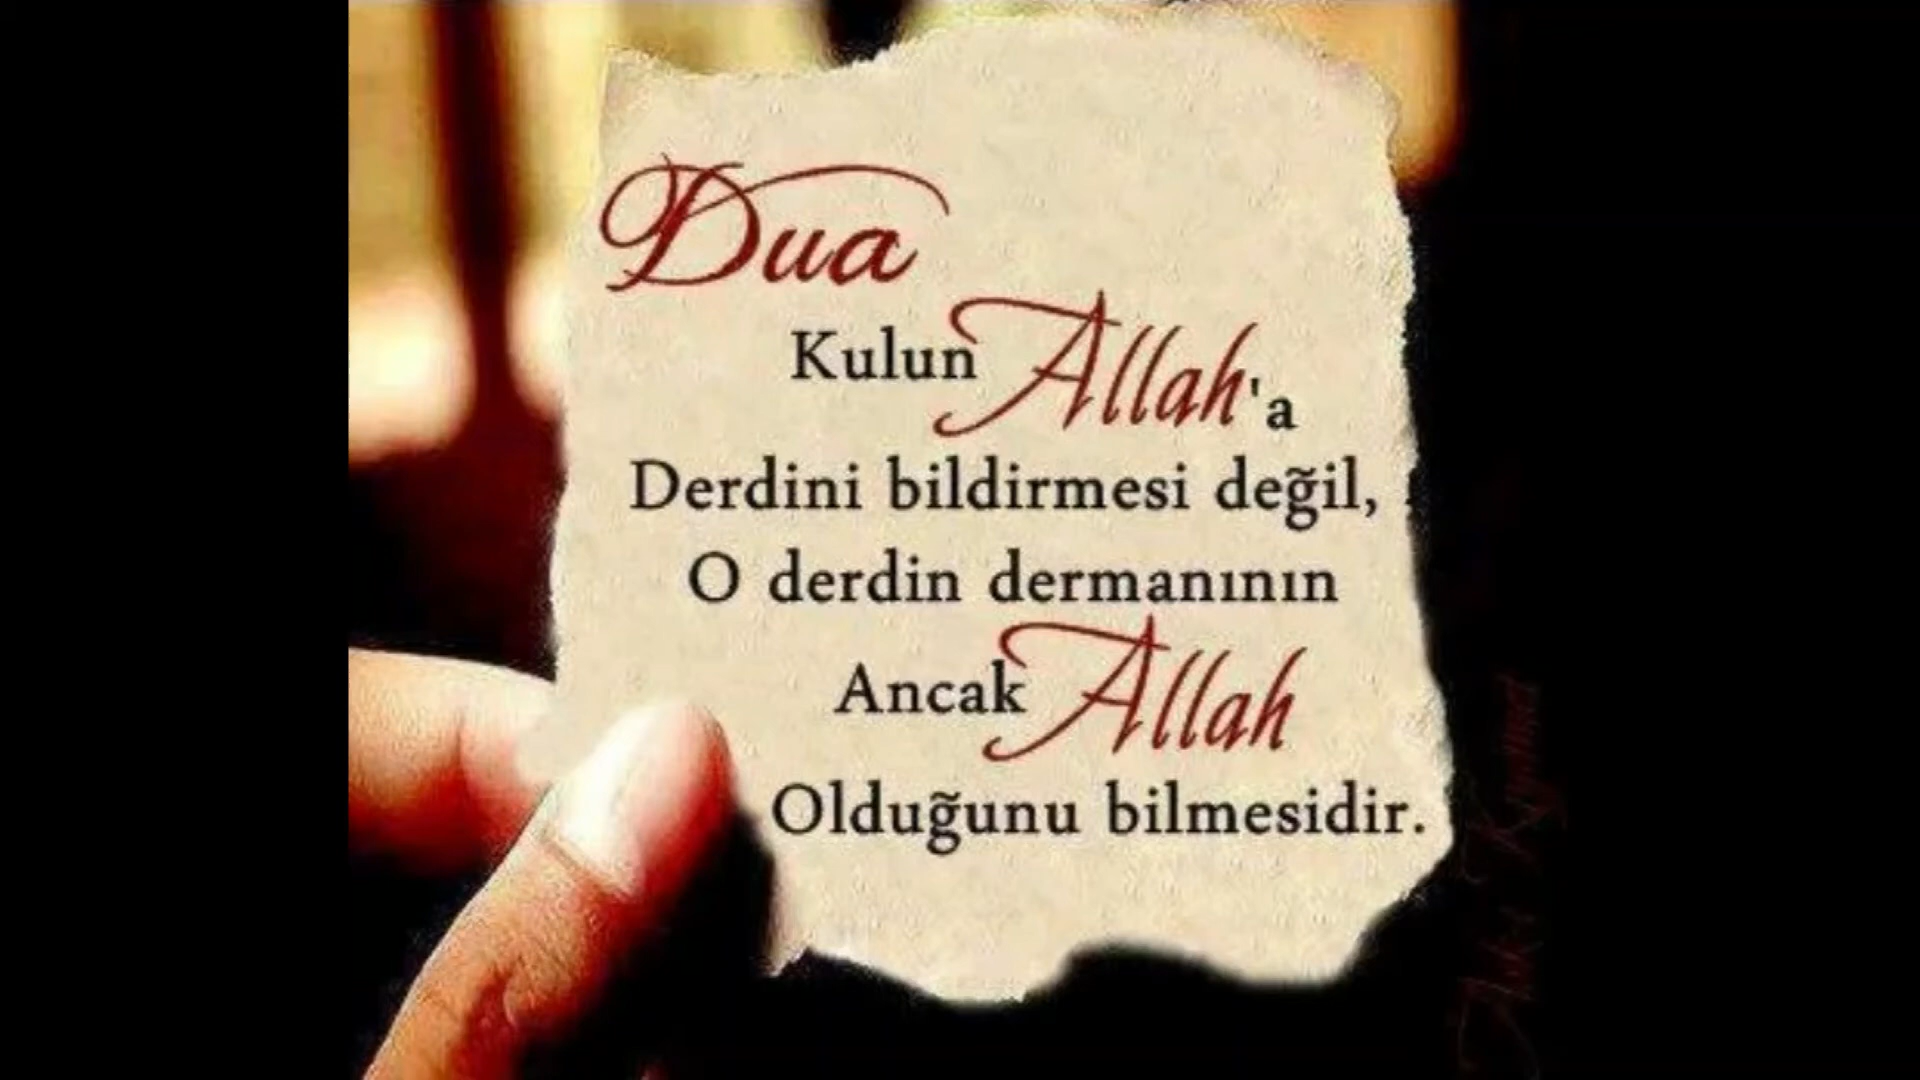 Dua
Kulun Allah'a
Derdini bildirmesi değil,
O derdin dermanının
Ancak Allah
Olduğunu bilmesidir.